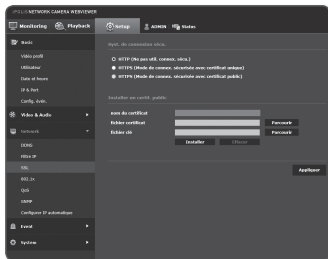 iPOLiS NETWORK CAMERA WEBVIEWER
Monitoring
Playback
Setup
ADMIN
Status
Basic
Vidéo profil
Utilisateur
Date et heure
IP & Port
Config. évén.
Video & Audio
Network
DDNS
Filtre IP
SSL
802.1x
QoS
SNMP
Configurer IP automatique
Event
System
Syst. de connexion sécu.
HTTP (Ne pas util. connex. sécu.)
HTTPS (Mode de connex. sécurisée avec certificat unique)
HTTPS (Mode de connex. sécurisée avec certificat public)
Installer un certif. public
nom du certificat
fichier certificat
Parcourir
fichier clé
Parcourir
Installer
Effacer
Appliquer